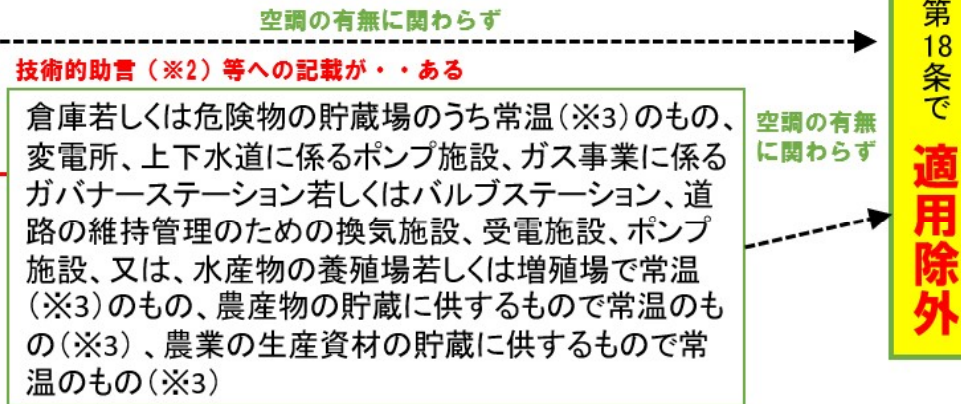 空調の有無に関わらず
技術的助言（※2）等への記載が・・ある
倉庫若しくは危険物の貯蔵場のうち常温(※3)のもの、
変電所、上下水道に係るポンプ施設、ガス事業に係る
ガバナーステーション若しくはバルブステーション、道
路の維持管理のための換気施設、受電施設、ポンプ
施設、又は、水産物の養殖場若しくは増殖場で常温
(※3)のもの、農産物の貯蔵に供するもので常温のも
の(※3) 、農業の生産資材の貯蔵に供するもので常
温のもの(※3)
空調の有無
に関わらず
第18条で
適用除外